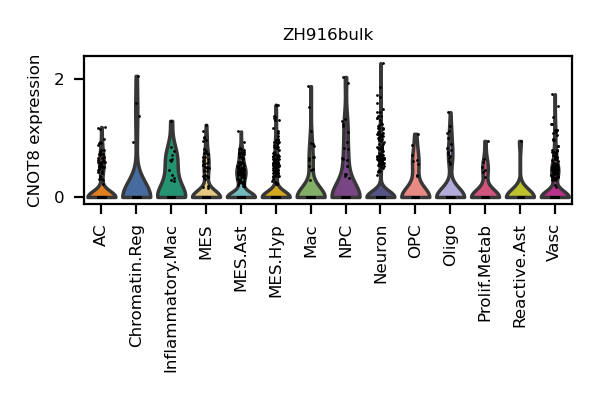 ZH916bulk
CNOT8 expression
2
0
AC
Chromatin.Reg
Inflammatory.Mac
MES
MES.Ast
MES.Hyp
Mac
NPC
Neuron
OPC
Oligo
Prolif.Metab
Reactive.Ast
Vasc